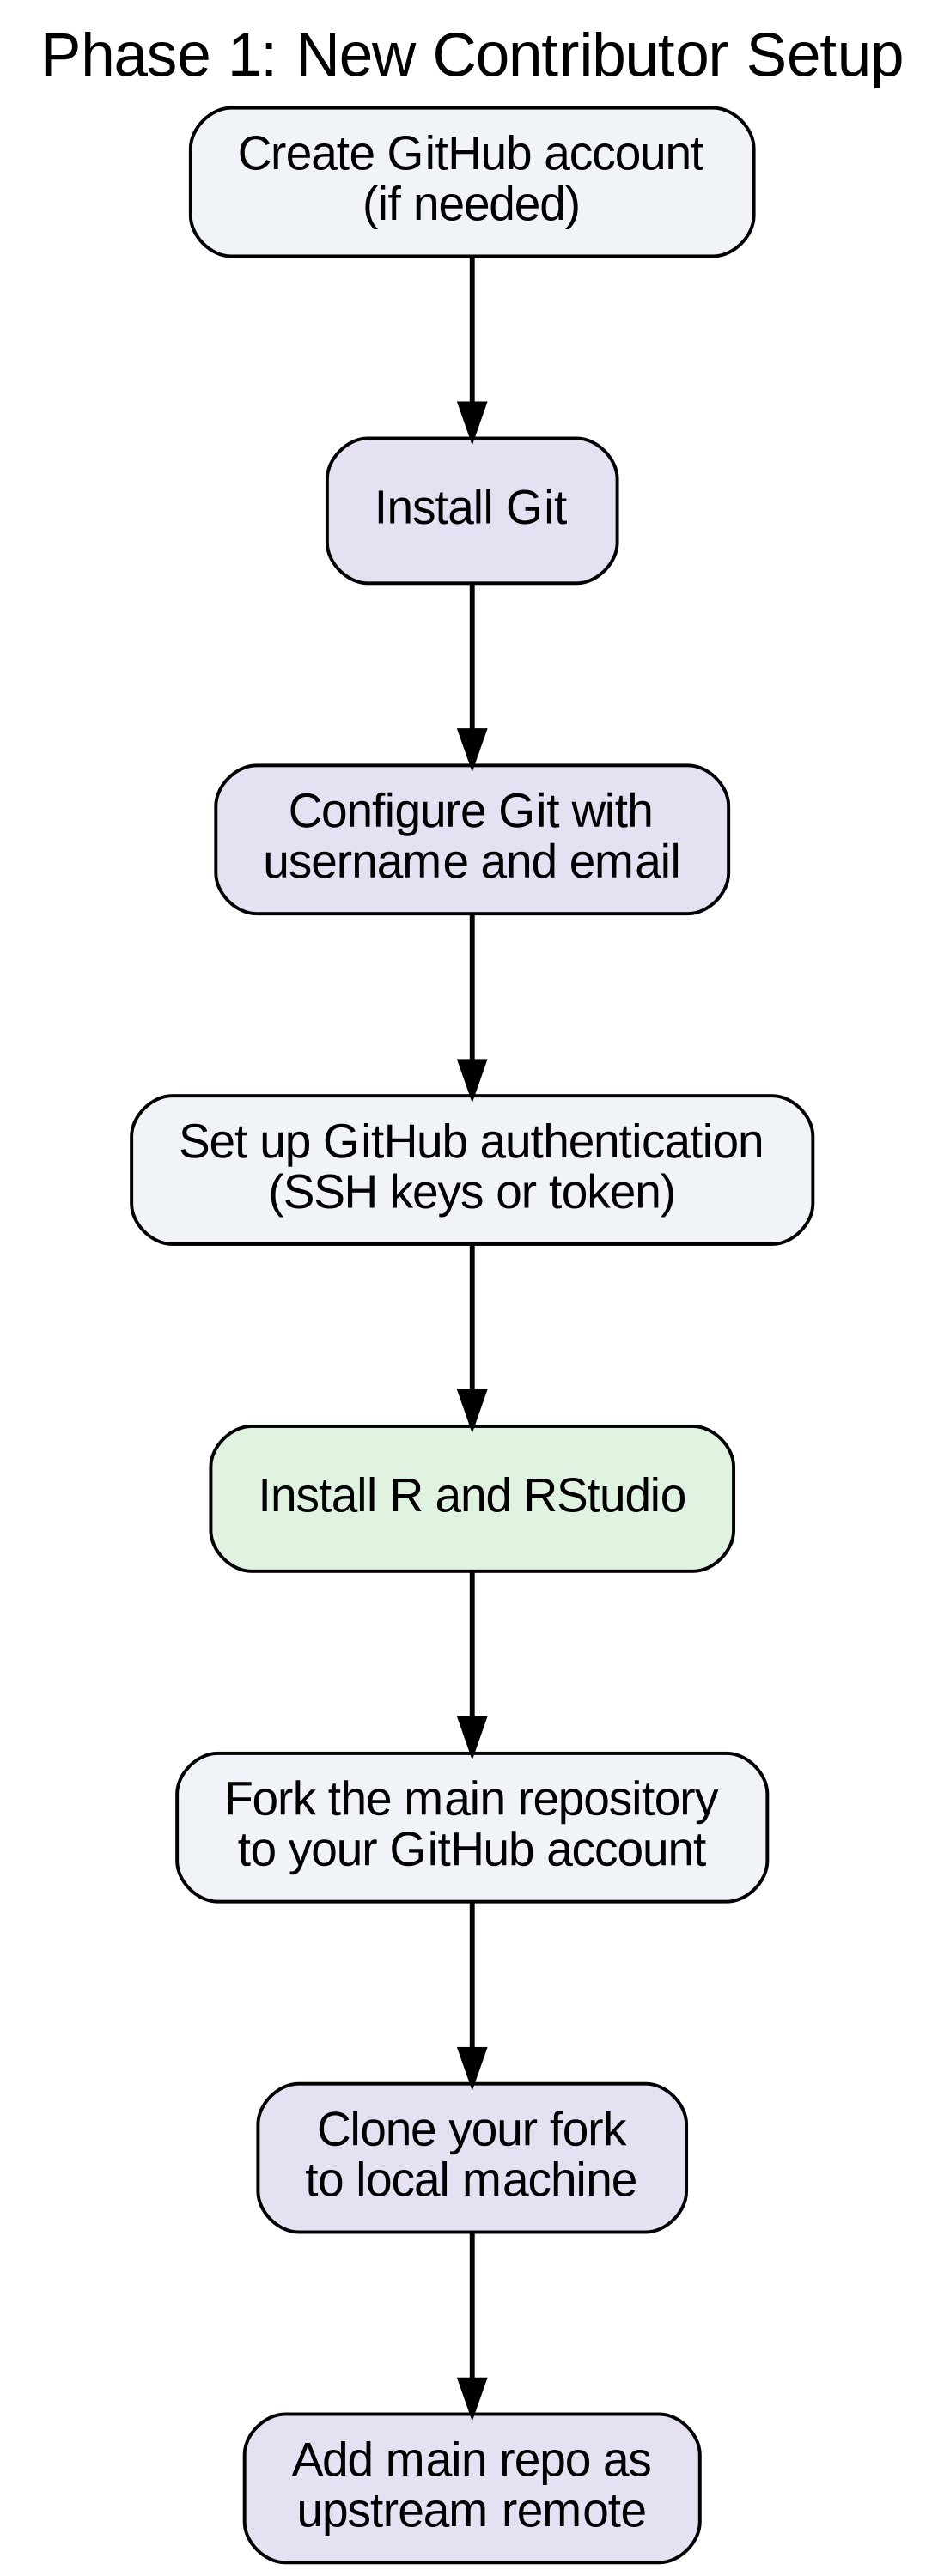 Phase 1: New Contributor Setup
Create GitHub account
(if needed)
Install Git
Configure Git with
username and email
Set up GitHub authentication
(SSH keys or token)
Install R and RStudio
Fork the main repository
to your GitHub account
Clone your fork
to local machine
Add main repo as
upstream remote